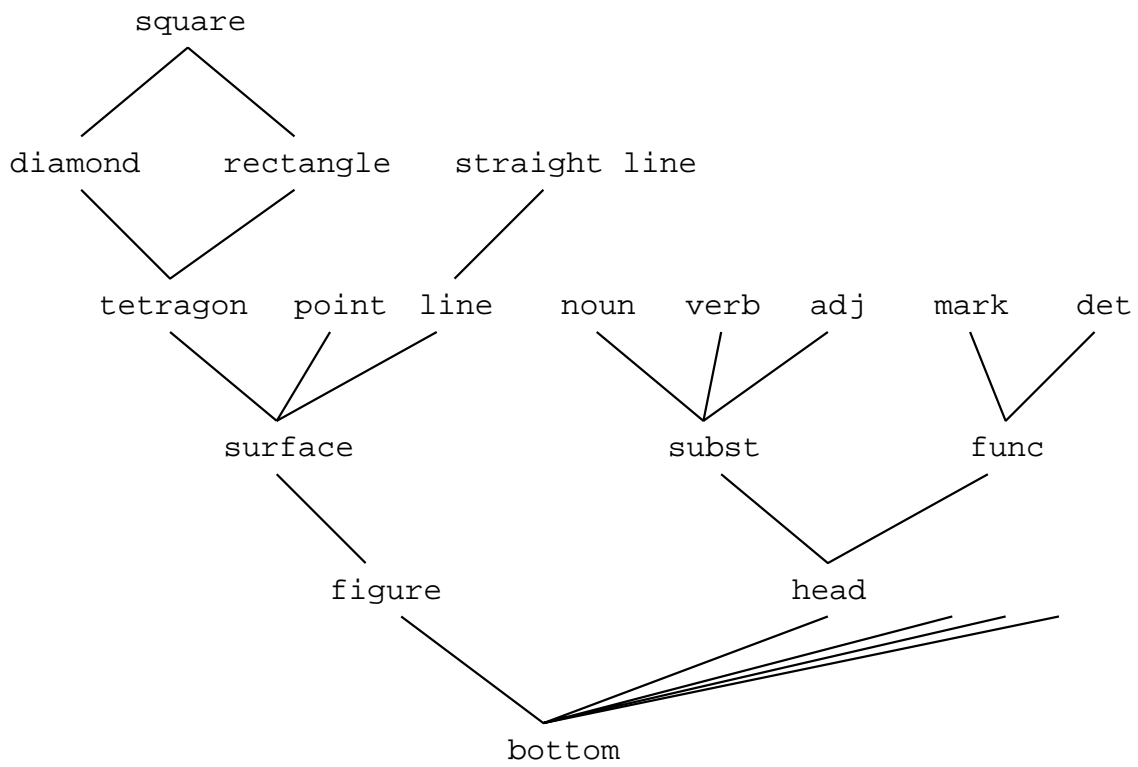 square
diamond rectangle straight line
tetragon point line noun verb adj mark det
surface subst func
figure head
bottom